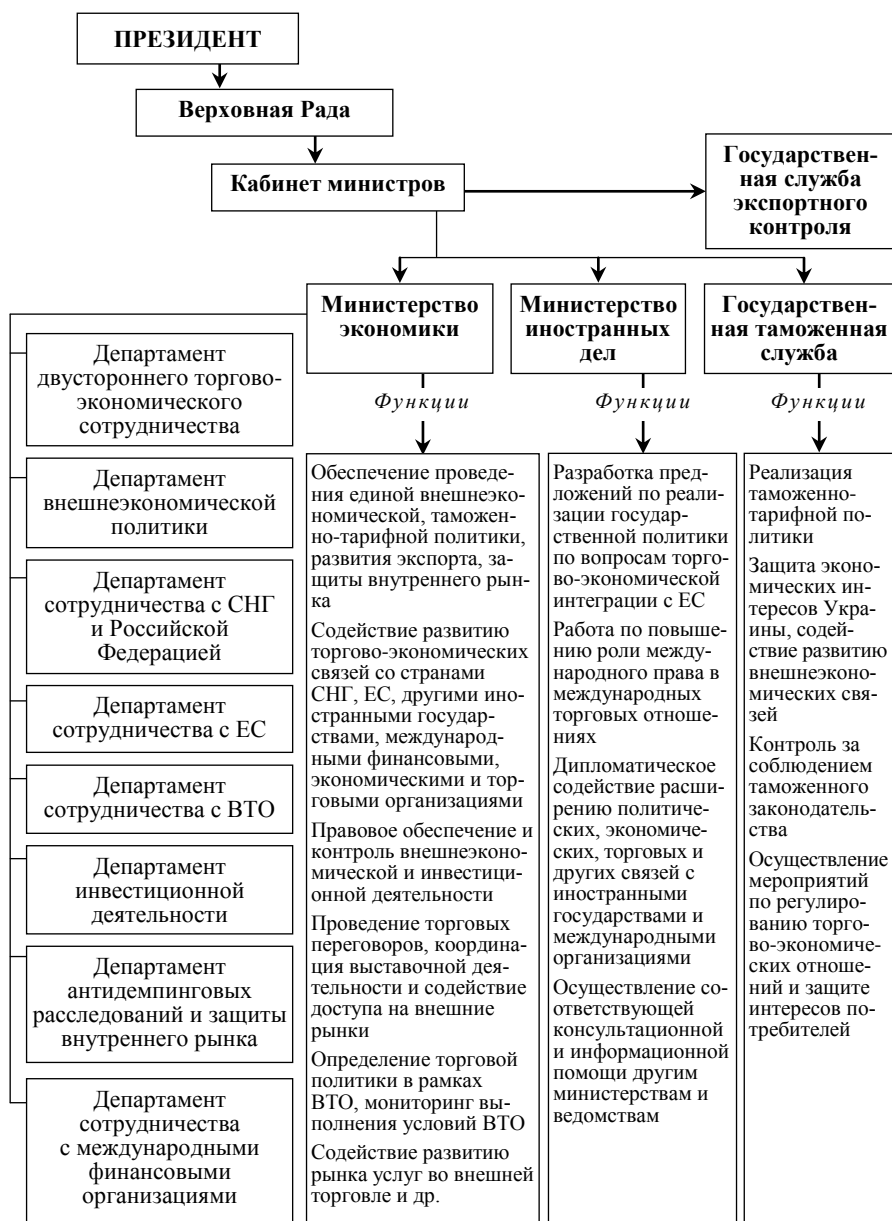 ПРЕЗИДЕНТ
Верховная Рада
Кабинет министров
Государствен-
ная служба
экспортного
контроля
Министерство
экономики
Министерство
иностранных
дел
Государствен-
ная таможенная
служба
Департамент
двустороннего торгово-
экономического
сотрудничества
Департамент
внешнеэкономической
политики
Департамент
сотрудничества с СНГ
и Российской
Федерацией
Департамент
сотрудничества с ЕС
Департамент
сотрудничества с ВТО
Департамент
инвестиционной
деятельности
Департамент
антидемпинговых
расследований и защиты
внутреннего рынка
Департамент
сотрудничества
с международными
финансовыми
организациями
Функции
Обеспечение проведе-
ния единой внешнеэко-
номической, таможен-
но-тарифной политики,
развития экспорта, за-
щиты внутреннего рын-
ка
Содействие развитию
торгово-экономических
связей со странами
СНГ, ЕС, другими ино-
странными государ-
ствами, международ-
ными финансовыми,
экономическими и тор-
говыми организациями
Правовое обеспечение и
контроль внешнеэконо-
мической и инвестици-
онной деятельности
Проведение торговых
переговоров, координа-
ция выставочной дея-
тельности и содействие
доступа на внешние
рынки
Определение торговой
политики в рамках
ВТО, мониторинг вы-
полнения условий ВТО
Содействие развитию
рынка услуг во внешней
торговле и др.
Функции
Разработка пред-
ложений по реали-
зации государ-
ственной политики
по вопросам торго-
во-экономической
интеграции с ЕС
Работа по повыше-
нию роли между-
народного права в
международных
торговых отноше-
ниях
Дипломатическое
содействие расши-
рению политиче-
ских, экономиче-
ских, торговых и
других связей с
иностранными
государствами и
международными
организациями
Осуществление со-
ответствующей
консультационной
и информационной
помощи другим
министерствам и
ведомствам
Функции
Реализация
таможенно-
тарифной по-
литики
Защита эконо-
мических ин-
тересов Укра-
ины, содей-
ствие развитию
внешнеэконо-
мических свя-
зей
Контроль за
соблюдением
таможенного
законодатель-
ства
Осуществление
мероприятий
по регулиро-
ванию торго-
во-экономиче-
ских отноше-
ний и защите
интересов по-
требителей